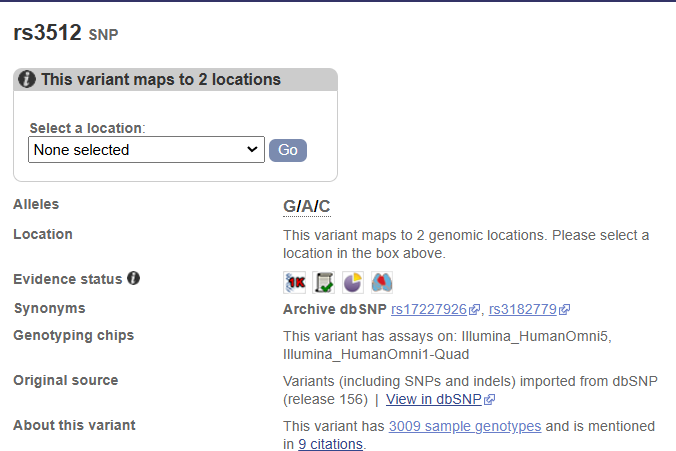 rs3512 SNP
This variant maps to 2 locations
Select a location:
None selected
Go
Alleles
G/A/C
Location
This variant maps to 2 genomic locations. Please select a
location in the box above.
Evidence status
1K
Synonyms
Archive dbSNP rs17227926, rs3182779
Genotyping chips
This variant has assays on: Illumina_HumanOmni5,
Illumina_HumanOmni1-Quad
Original source
Variants (including SNPs and indels) imported from dbSNP
(release 156) | View in dbSNP
About this variant
This variant has 3009 sample genotypes and is mentioned
in 9 citations.